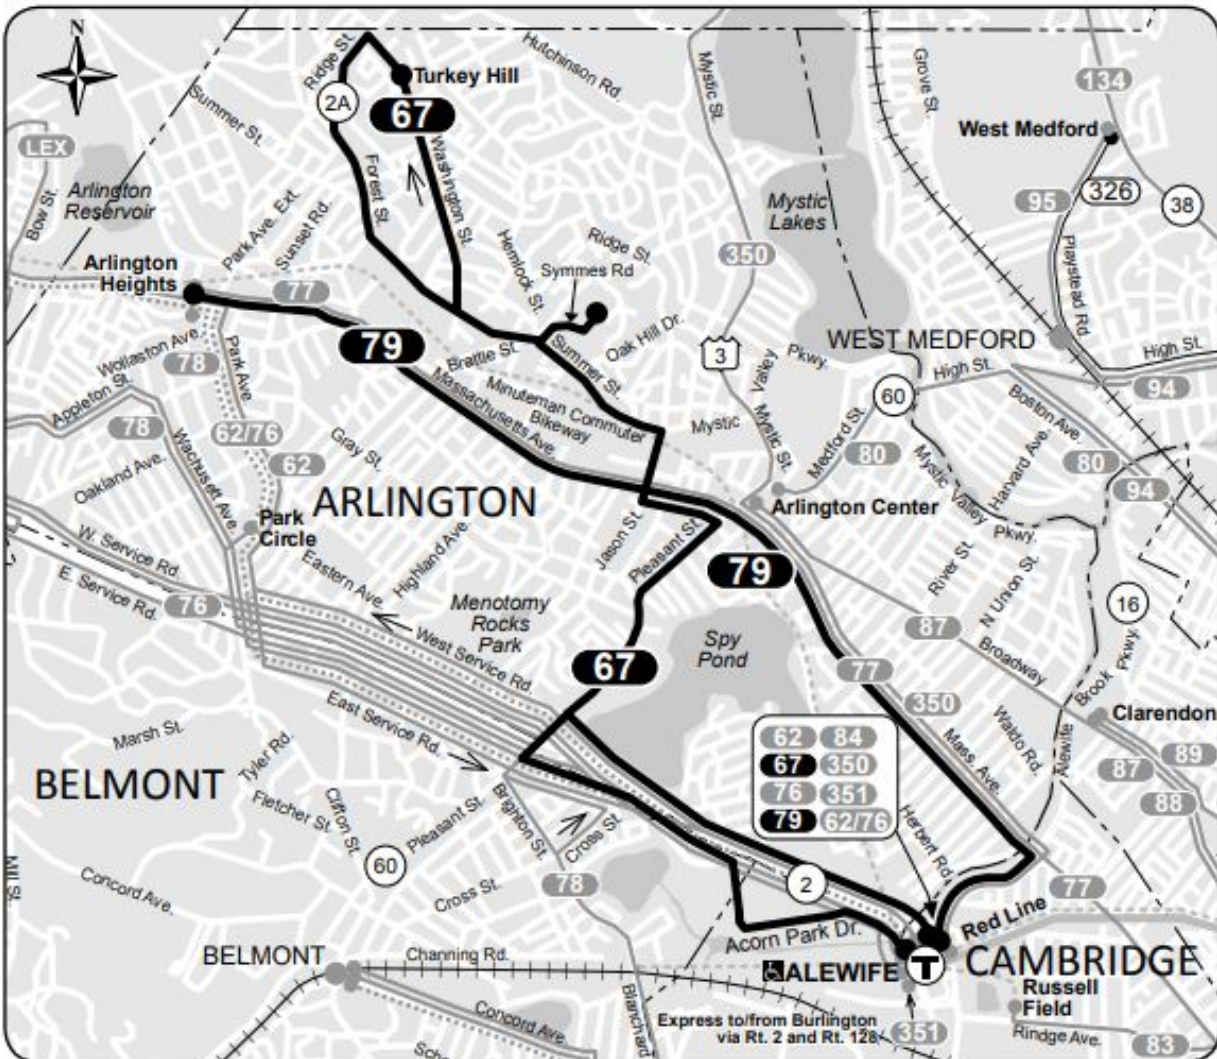 N
Ridge St.
Hutchinson Rd.
Mystic St.
Grove St.
134
Turkey Hill
2A
67
Summer St.
West Medford
LEX
Washington St.
Forest St.
Arlington
Reservoir
Bow St.
Mystic
Lakes
95
326
38
Park Ave. Ext.
Sunset Rd.
Hemlock St.
Ridge St.
Symmes Rd
350
Playstead Rd.
Arlington
Heights
77
79
Brattle St.
Summer St.
Oak Hill Dr.
3
Valley
Pkwy.
WEST MEDFORD
High St.
High St.
Wollaston Ave.
78
Park Ave.
Minuteman Commuter
Bikeway
Massachusetts Ave.
60
94
Appleton St.
78
Wachusett Ave.
62/76
62
Gray St.
Mystic
Mystic St.
Medford St.
80
Boston Ave.
Harvard Ave.
80
94
Oakland Ave.
ARLINGTON
Arlington Center
Mystic Valley
Pkwy.
Park
Circle
W. Service Rd.
E. Service Rd.
76
Eastern Ave.
Highland Ave.
Jason St.
Pleasant St.
79
River St.
N Union St.
16
Menotomy
Rocks
Park
West Service Rd.
67
Spy
Pond
87
Broadway
77
350
Alewife
Brook
Pkwy.
Clarendon
East Service Rd.
Marsh St.
BELMONT
Tyler Rd.
Fletcher St.
Clifton St.
Pleasant St.
Brighton St.
Cross St.
62 84
67 350
76 351
79 62/76
Mass. Ave.
Waldo Rd.
Herbert Rd.
87
89
88
60
Mill St.
Concord Ave.
Cross St.
78
2
77
Red Line
BELMONT
Channing Rd.
Acorn Park Dr.
ALEWIFE
T
CAMBRIDGE
Russell
Field
Concord Ave.
Blanchard
Express to/from Burlington
via Rt. 2 and Rt. 128
351
Rindge Ave.
83